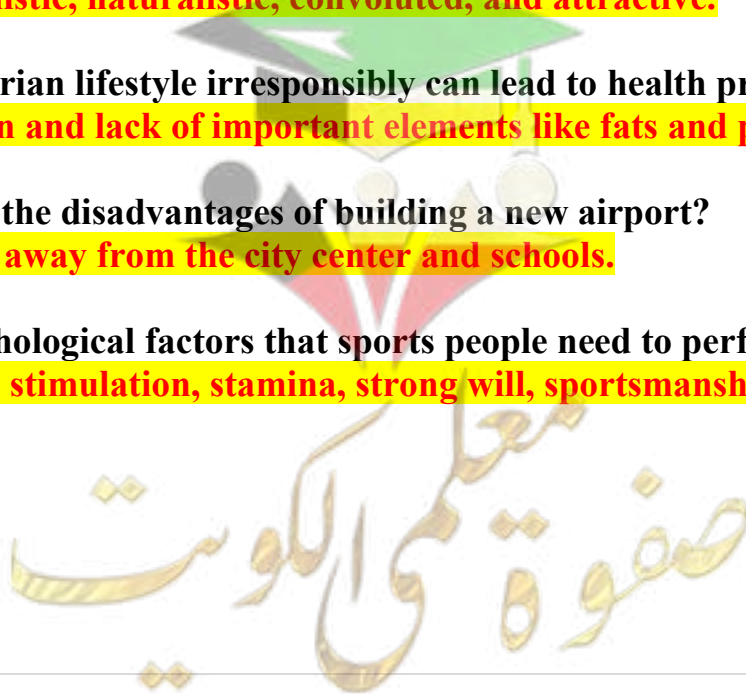 listic, naturalistic, convoluted, and attractive.
rian lifestyle irresponsibly can lead to health pr
n and lack of important elements like fats and p
the disadvantages of building a new airport?
away from the city center and schools.
hological factors that sports people need to perf
stimulation, stamina, strong will, sportsmansh
صفوة معلمى الكويت